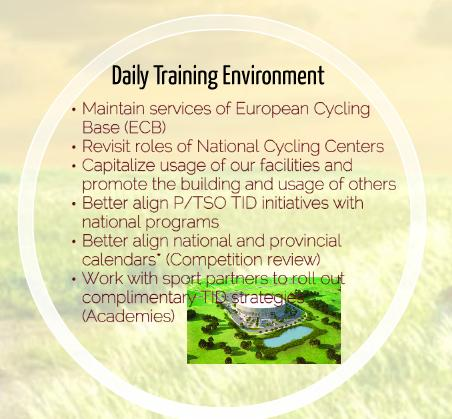 Daily Training Environment
• Maintain services of European Cycling
Base (ECB)
• Revisit roles of National Cycling Centers
• Capitalize usage of our facilities and
promote the building and usage of others
• Better align P/TSO TID initiatives with
national programs
• Better align national and provincial
calendars* (Competition review)
• Work with sport partners to roll out
complimentary TID strategies
(Academies)